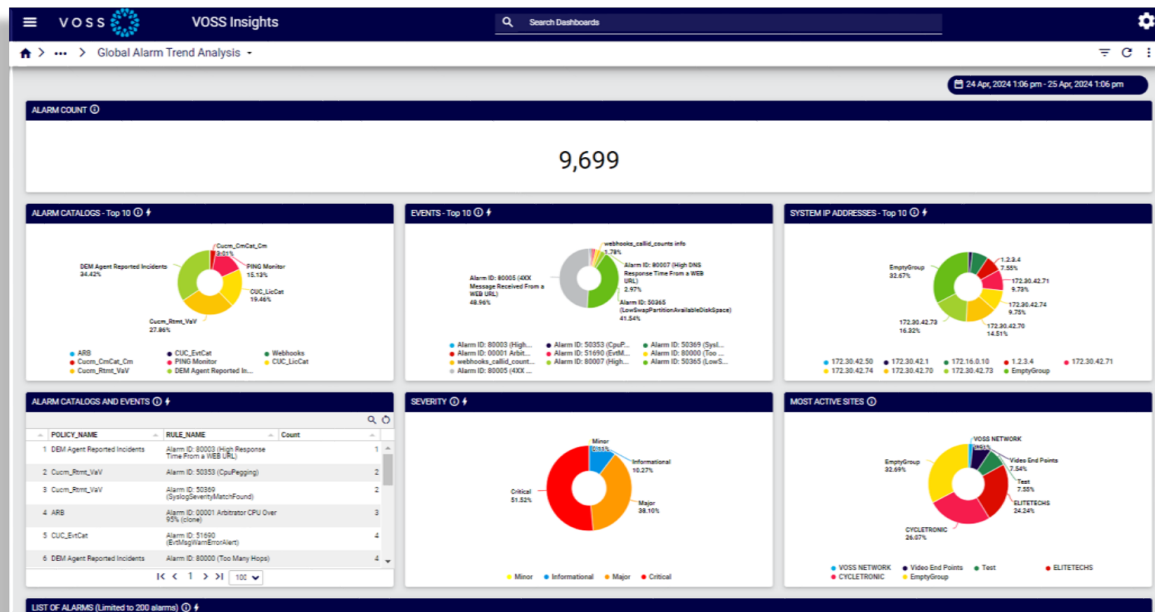 VOSS
VOSS Insights
Search Dashboards
... > Global Alarm Trend Analysis
24 Apr, 2024 1:06 pm - 25 Apr, 2024 1:06 pm
ALARM COUNT
9,699
ALARM CATALOGS - Top 10
Cucm_CmCat_Cm
3.01%
DEM Agent Reported Incidents
34.42%
PING Monitor
15.13%
CUC_LicCat
19.46%
Cucm_Rtmt_VaV
27.86%
ARB
CUC_EvtCat
Webhooks
Cucm_CmCat_Cm
PING Monitor
CUC_LicCat
Cucm_Rtmt_VaV
DEM Agent Reported In...
EVENTS - Top 10
webhooks_callid_counts info
1.78%
Alarm ID: 80007 (High DNS
Response Time From a WEB
URL)
2.97%
Alarm ID: 80005 (4XX
Message Received From a
WEB URL)
48.96%
Alarm ID: 50365
(LowSwapPartitionAvailableDiskSpace)
41.54%
Alarm ID: 80003 (High...
Alarm ID: 50353 (CpuP...
Alarm ID: 50369 (Sysl...
Alarm ID: 00001 Arbit...
Alarm ID: 51690 (EvtM...
Alarm ID: 80000 (Too ...
webhooks_callid_count...
Alarm ID: 80007 (High...
Alarm ID: 50365 (LowS...
Alarm ID: 80005 (4XX ...
SYSTEM IP ADDRESSES - Top 10
1.2.3.4
7.55%
EmptyGroup
32.67%
172.30.42.71
9.73%
172.30.42.74
9.75%
172.30.42.73
16.32%
172.30.42.70
14.51%
172.30.42.50
172.30.42.1
172.16.0.10
1.2.3.4
172.30.42.71
172.30.42.74
172.30.42.70
172.30.42.73
EmptyGroup
ALARM CATALOGS AND EVENTS
POLICY_NAME RULE_NAME Count
1 DEM Agent Reported Incidents Alarm ID: 80003 (High Response 1
Time From a WEB URL)
2 Cucm_Rtmt_VaV Alarm ID: 50353 (CpuPegging) 2
3 Cucm_Rtmt_VaV Alarm ID: 50369 2
(SyslogSeverityMatchFound)
4 ARB Alarm ID: 00001 Arbitrator CPU Over 3
95% (clone)
5 CUC_EvtCat Alarm ID: 51690 4
(EvtMsgWarnErrorAlert)
6 DEM Agent Reported Incidents Alarm ID: 80000 (Too Many Hops) 4
1
SEVERITY
Minor
Informational
10.27%
Critical
51.52%
Major
38.10%
Minor
Informational
Major
Critical
MOST ACTIVE SITES
VOSS NETWORK
Video End Points
7.54%
EmptyGroup
32.69%
Test
7.55%
ELITETECHS
24.24%
CYCLETRONIC
26.07%
VOSS NETWORK
Video End Points
Test
ELITETECHS
CYCLETRONIC
EmptyGroup
LIST OF ALARMS (Limited to 200 alarms)